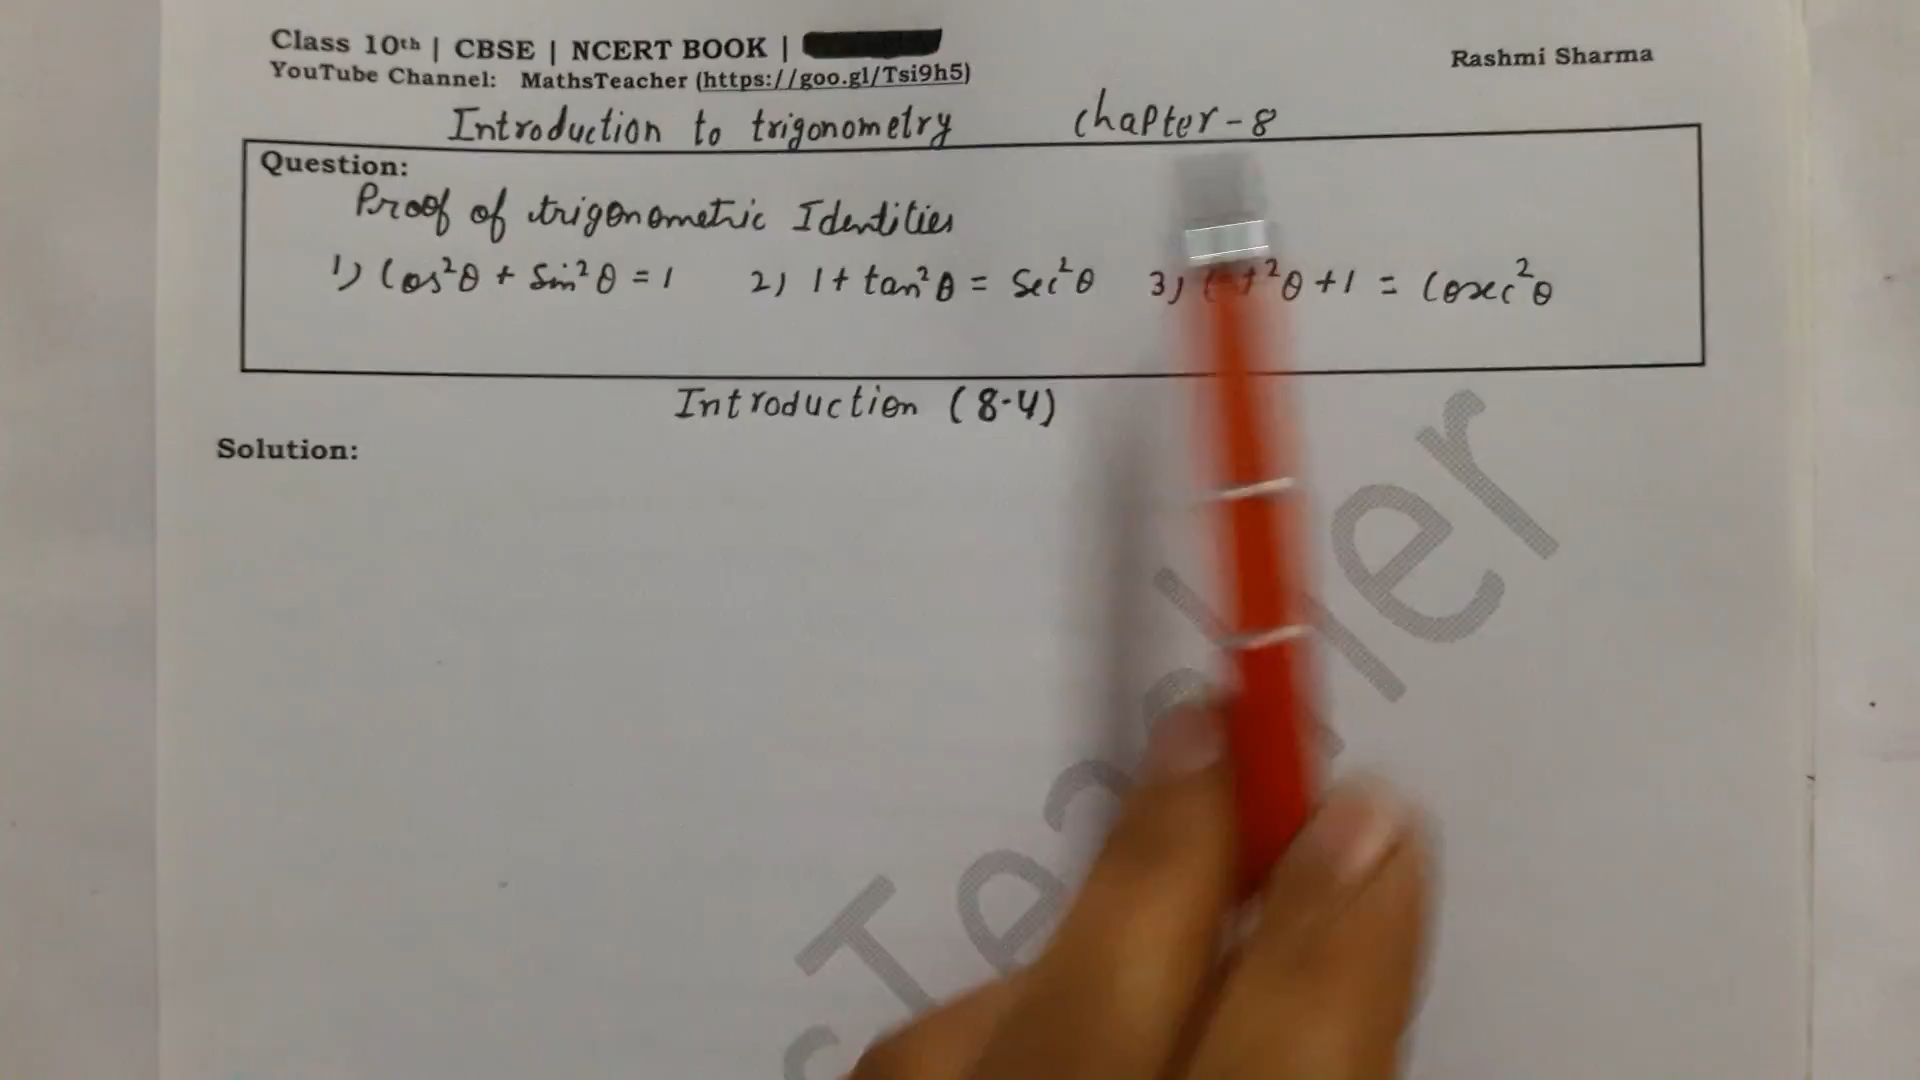 Class 10th | CBSE | NCERT BOOK |
Rashmi Sharma
YouTube Channel: MathsTeacher (https://goo.gl/Tsi9h5)
Introduction to trigonometry chapter-8
Question:
Proof of trigonometric Identities
1) Cos²θ + Sin²θ = 1 2) 1 + tan²θ = Sec²θ 3) ²θ + 1 = Cosec²θ
Introduction (8.4)
Solution: